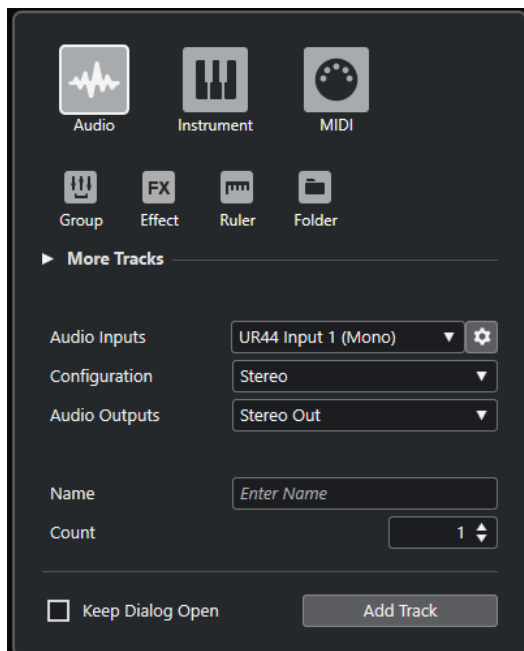 Audio Instrument MIDI
FX
Group Effect Ruler Folder
More Tracks
Audio Inputs UR44 Input 1 (Mono)
Configuration Stereo
Audio Outputs Stereo Out
Name Enter Name
Count 1
Keep Dialog Open Add Track